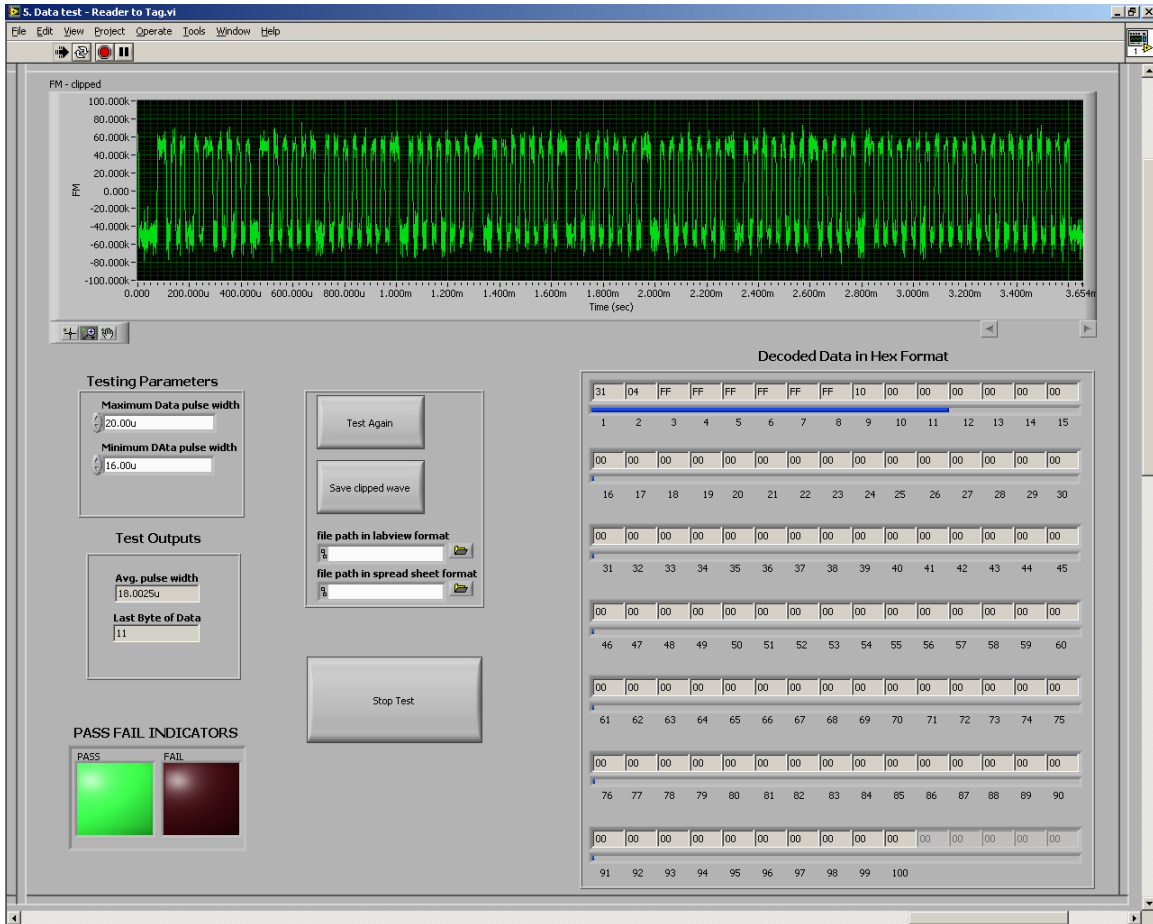 5. Data test - Reader to Tag.vi
File Edit View Project Operate Tools Window Help
1
FM - clipped
100.000k
80.000k
60.000k
40.000k
20.000k
0.000
-20.000k
-40.000k
-60.000k
-80.000k
-100.000k
FM
0.000 200.000u 400.000u 600.000u 800.000u 1.000m 1.200m 1.400m 1.600m 1.800m 2.000m 2.200m 2.400m 2.600m 2.800m 3.000m 3.200m 3.400m 3.654m
Time (sec)
Testing Parameters
Maximum Data pulse width
20.00u
Minimum DAta pulse width
16.00u
Test Outputs
Avg. pulse width
18.0025u
Last Byte of Data
11
PASS FAIL INDICATORS
PASS FAIL
Test Again
Save clipped wave
file path in labview format
file path in spread sheet format
Stop Test
Decoded Data in Hex Format
31 04 FF FF FF FF FF FF 10 00 00 00 00 00 00
1 2 3 4 5 6 7 8 9 10 11 12 13 14 15
00 00 00 00 00 00 00 00 00 00 00 00 00 00 00
16 17 18 19 20 21 22 23 24 25 26 27 28 29 30
00 00 00 00 00 00 00 00 00 00 00 00 00 00 00
31 32 33 34 35 36 37 38 39 40 41 42 43 44 45
00 00 00 00 00 00 00 00 00 00 00 00 00 00 00
46 47 48 49 50 51 52 53 54 55 56 57 58 59 60
00 00 00 00 00 00 00 00 00 00 00 00 00 00 00
61 62 63 64 65 66 67 68 69 70 71 72 73 74 75
00 00 00 00 00 00 00 00 00 00 00 00 00 00 00
76 77 78 79 80 81 82 83 84 85 86 87 88 89 90
00 00 00 00 00 00 00 00 00 00 00 00 00 00 00
91 92 93 94 95 96 97 98 99 100